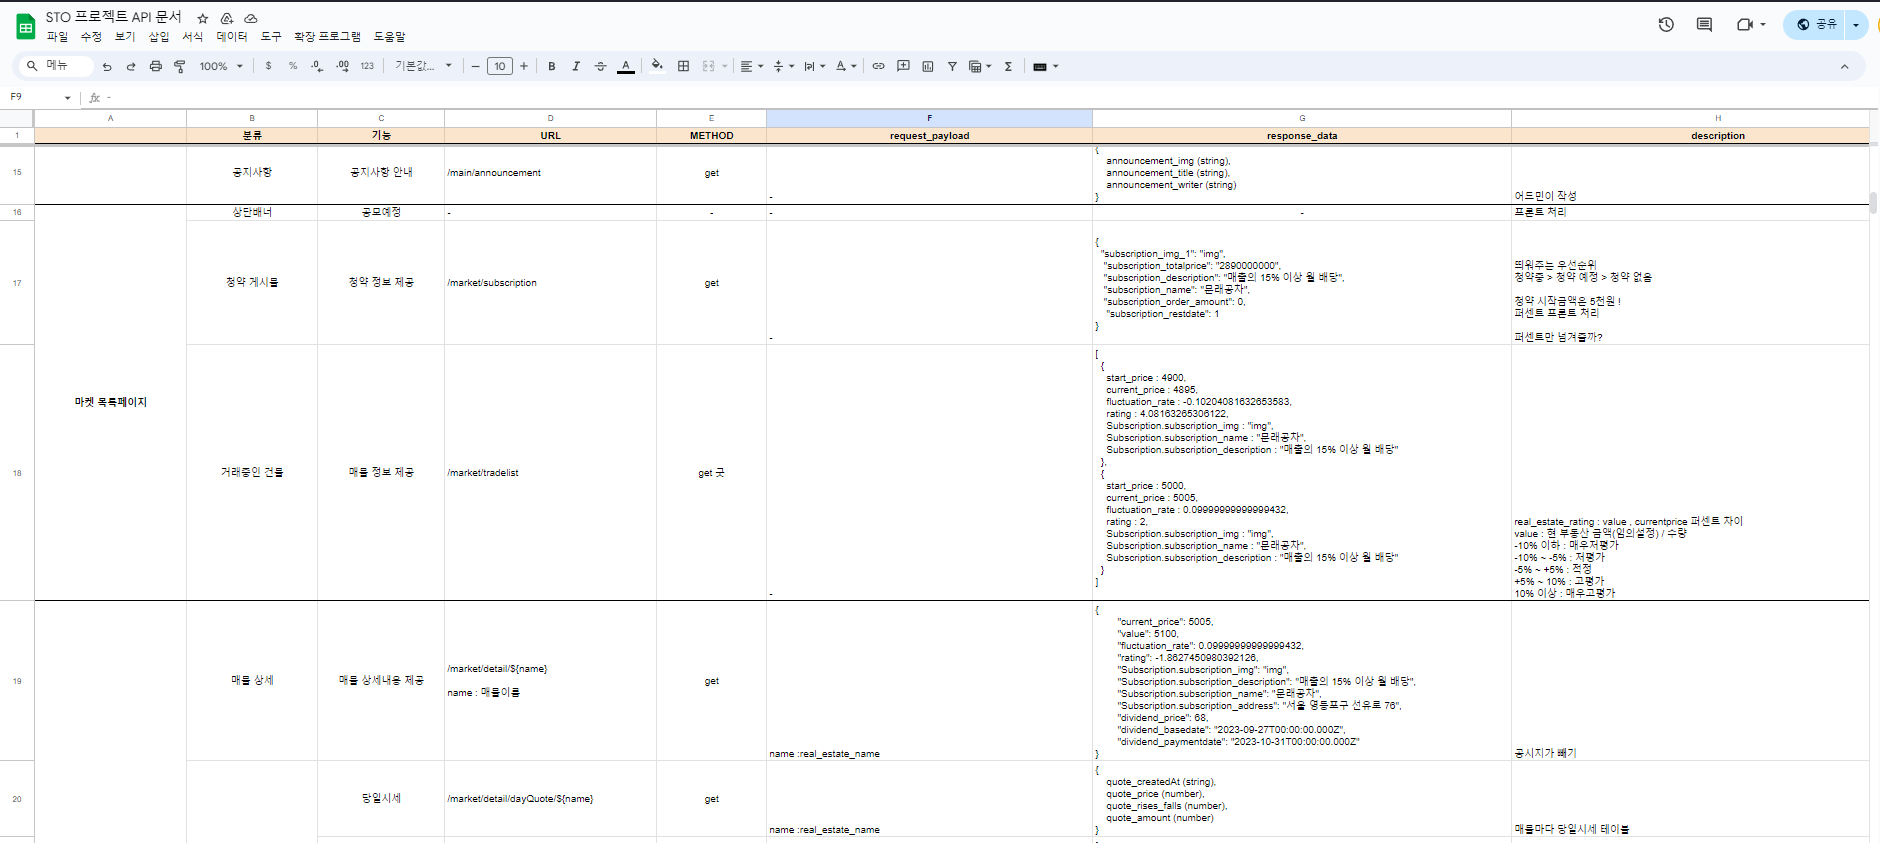 STO 프로젝트 API 문서
파일 수정 보기 삽입 서식 데이터 도구 확장 프로그램 도움말
공유
메뉴 100% $ % .0 .00 123 기본값... 10 B I A
F9 fx -
A B C D E F G H
1 분류 기능 URL METHOD request_payload response_data description
15 공지사항 공지사항 안내 /main/announcement get -
{
announcement_img (string),
announcement_title (string),
announcement_writer (string)
}
어드민이 작성
16 상단배너 공모예정 - - - - 프론트 처리
마켓 목록페이지
17 청약 게시물 청약 정보 제공 /market/subscription get -
{
"subscription_img_1": "img",
"subscription_totalprice": "2890000000",
"subscription_description": "매출의 15% 이상 월 배당",
"subscription_name": "문래공차",
"subscription_order_amount": 0,
"subscription_restdate": 1
}
띄워주는 우선순위
청약중 > 청약 예정 > 청약 없음
청약 시작금액은 5천원 !
퍼센트 프론트 처리
퍼센트만 넘겨줄까?
18 거래중인 건물 매물 정보 제공 /market/tradelist get 굿 -
[
{
start_price : 4900,
current_price : 4895,
fluctuation_rate : -0.10204081632653583,
rating : 4.08163265306122,
Subscription.subscription_img : "img",
Subscription.subscription_name : "문래공차",
Subscription.subscription_description : "매출의 15% 이상 월 배당"
},
{
start_price : 5000,
current_price : 5005,
fluctuation_rate : 0.09999999999999432,
rating : 2,
Subscription.subscription_img : "img",
Subscription.subscription_name : "문래공차",
Subscription.subscription_description : "매출의 15% 이상 월 배당"
}
]
real_estate_rating : value , currentprice 퍼센트 차이
value : 현 부동산 금액(임의설정) / 수량
-10% 이하 : 매우저평가
-10% ~ -5% : 저평가
-5% ~ +5% : 적정
+5% ~ 10% : 고평가
10% 이상 : 매우고평가
19 매물 상세 매물 상세내용 제공 /market/detail/${name}
name : 매물이름
get
name :real_estate_name
{
"current_price": 5005,
"value": 5100,
"fluctuation_rate": 0.09999999999999432,
"rating": -1.8627450980392126,
"Subscription.subscription_img": "img",
"Subscription.subscription_description": "매출의 15% 이상 월 배당",
"Subscription.subscription_name": "문래공차",
"Subscription.subscription_address": "서울 영등포구 선유로 76",
"dividend_price": 68,
"dividend_basedate": "2023-09-27T00:00:00.000Z",
"dividend_paymentdate": "2023-10-31T00:00:00.000Z"
}
공시지가 빼기
20 당일시세 /market/detail/dayQuote/${name} get
name :real_estate_name
{
quote_createdAt (string),
quote_price (number),
quote_rises_falls (number),
quote_amount (number)
}
매물마다 당일시세 테이블